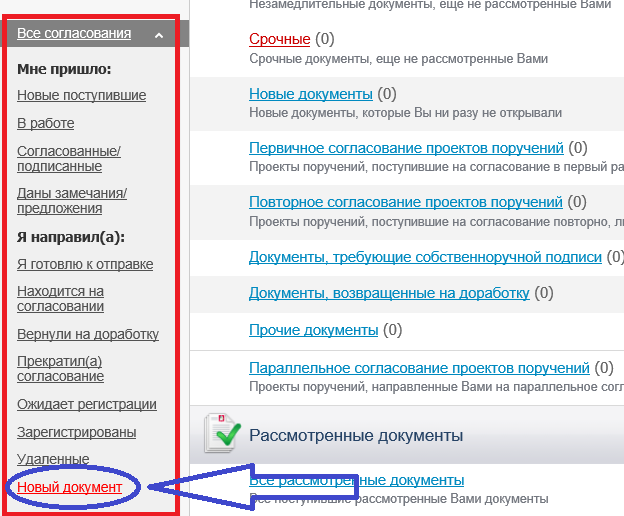 Все согласования
Мне пришло:
Новые поступившие
В работе
Согласованные/
подписанные
Даны замечания/
предложения
Я направил(а):
Я готовлю к отправке
Находится на
согласовании
Вернули на доработку
Прекратил(а)
согласование
Ожидает регистрации
Зарегистрированы
Удаленные
Новый документ
Незамедлительные документы, еще не рассмотренные Вами
Срочные (0)
Срочные документы, еще не рассмотренные Вами
Новые документы (0)
Новые документы, которые Вы ни разу не открывали
Первичное согласование проектов поручений (0)
Проекты поручений, поступившие на согласование в первый ра
Повторное согласование проектов поручений (0)
Проекты поручений, поступившие на согласование повторно, ли
Документы, требующие собственноручной подписи (0)
Документы, возвращенные на доработку (0)
Прочие документы (0)
Параллельное согласование проектов поручений (0)
Проекты поручений, направленные Вами на параллельное согл
Рассмотренные документы
Все рассмотренные документы
Все поступившие рассмотренные Вами документы